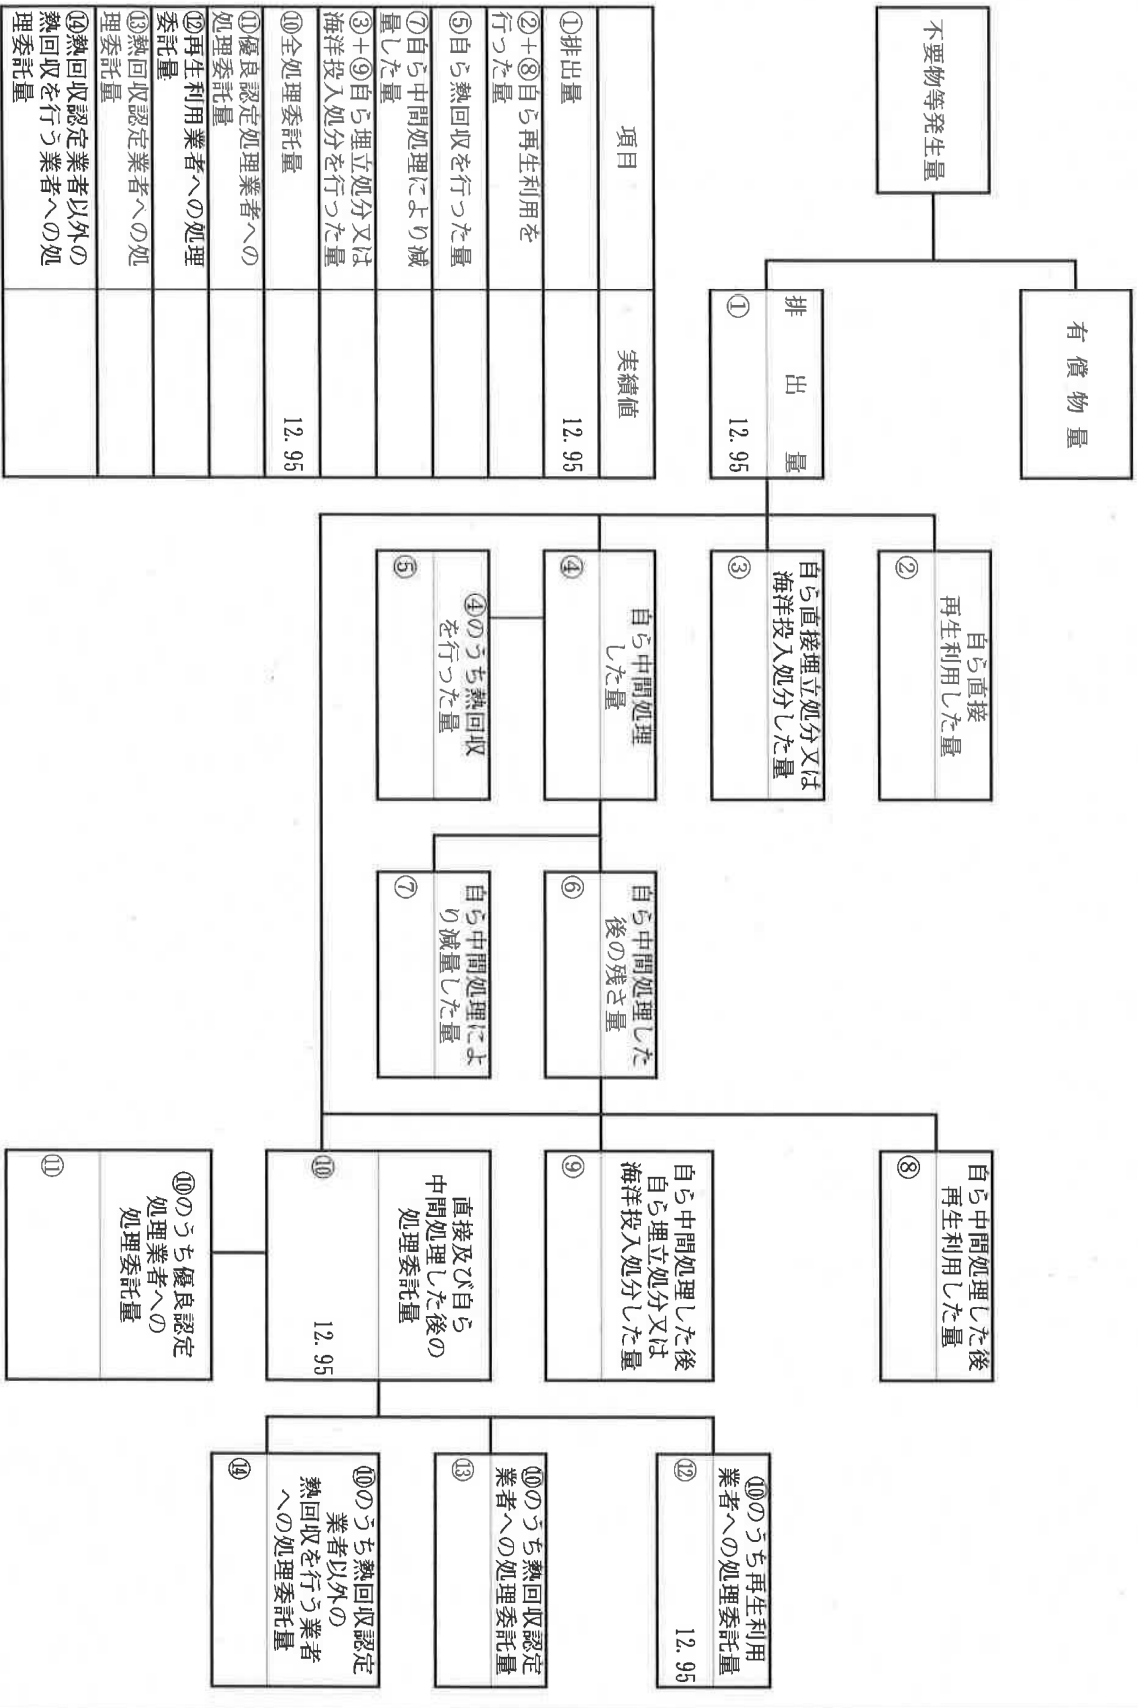 不要物等発生量
有償物量
排出量
① 12.95
自ら直接
再生利用した量
②
自ら直接埋立処分又は
海洋投入処分した量
③
自ら中間処理
した量
④
④のうち熱回収
を行った量
⑤
自ら中間処理した
後の残さ量
⑥
自ら中間処理によ
り減量した量
⑦
自ら中間処理した後
再生利用した量
⑧
自ら中間処理した後
自ら埋立処分又は
海洋投入処分した量
⑨
直接及び自ら
中間処理した後の
処理委託量
⑩ 12.95
⑩のうち優良認定
処理業者への
処理委託量
⑪
⑩のうち再生利用
業者への処理委託量
⑫ 12.95
⑩のうち熱回収認定
業者への処理委託量
⑬
⑩のうち熱回収認定
業者以外の
熱回収を行う業者
への処理委託量
⑭
項目 実績値
①排出量 12.95
②+⑧自ら再生利用を
行った量
⑤自ら熱回収を行った量
⑦自ら中間処理により減
量した量
③+⑨自ら埋立処分又は
海洋投入処分を行った量
⑩全処理委託量 12.95
⑪優良認定処理業者への
処理委託量
⑫再生利用業者への処理
委託量
⑬熱回収認定業者への処
理委託量
⑭熱回収認定業者以外の
熱回収を行う業者への処
理委託量